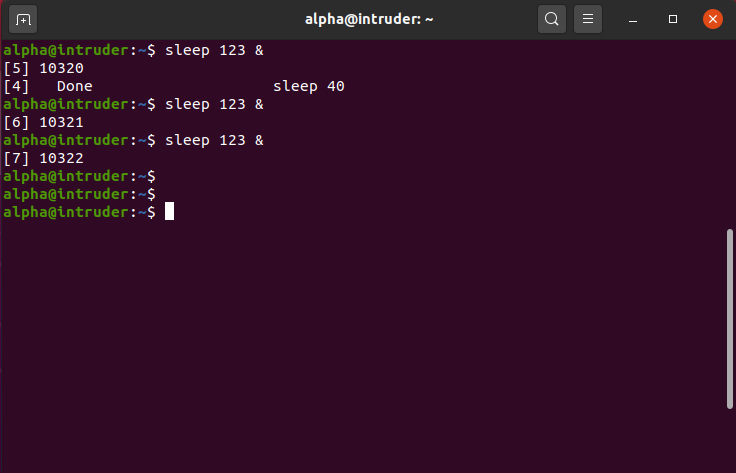 alpha@intruder: ~
alpha@intruder:~$ sleep 123 &
[5] 10320
[4]   Done                    sleep 40
alpha@intruder:~$ sleep 123 &
[6] 10321
alpha@intruder:~$ sleep 123 &
[7] 10322
alpha@intruder:~$
alpha@intruder:~$
alpha@intruder:~$